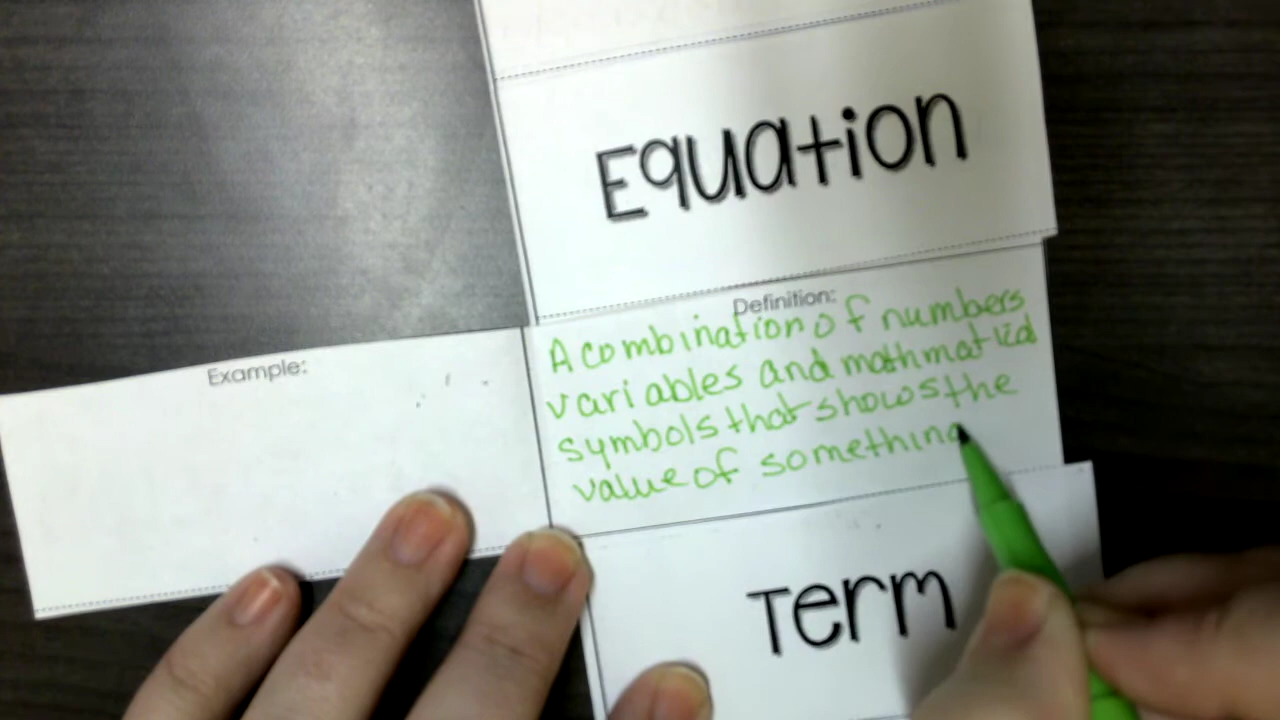 Equation
Example:
Definition:
A combination of numbers
variables and mathmatical
symbols that shows the
value of something
Term